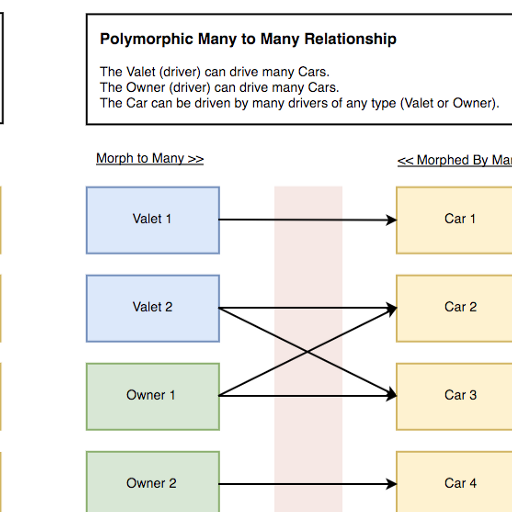 Polymorphic Many to Many Relationship
The Valet (driver) can drive many Cars.
The Owner (driver) can drive many Cars.
The Car can be driven by many drivers of any type (Valet or Owner).
Morph to Many >>
<< Morphed By Man
Valet 1
Car 1
Valet 2
Car 2
Owner 1
Car 3
Owner 2
Car 4